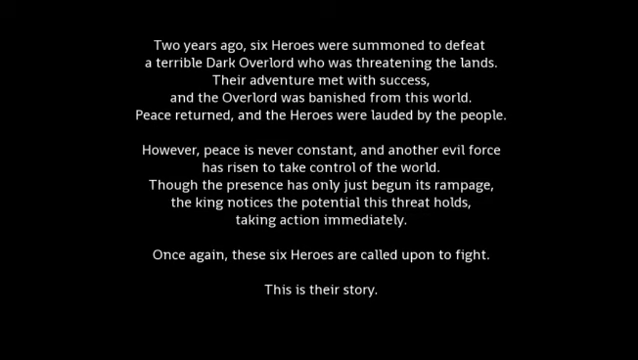 Two years ago, six Heroes were summoned to defeat
a terrible Dark Overlord who was threatening the lands.
Their adventure met with success,
and the Overlord was banished from this world.
Peace returned, and the Heroes were lauded by the people.
However, peace is never constant, and another evil force
has risen to take control of the world.
Though the presence has only just begun its rampage,
the king notices the potential this threat holds,
taking action immediately.
Once again, these six Heroes are called upon to fight.
This is their story.